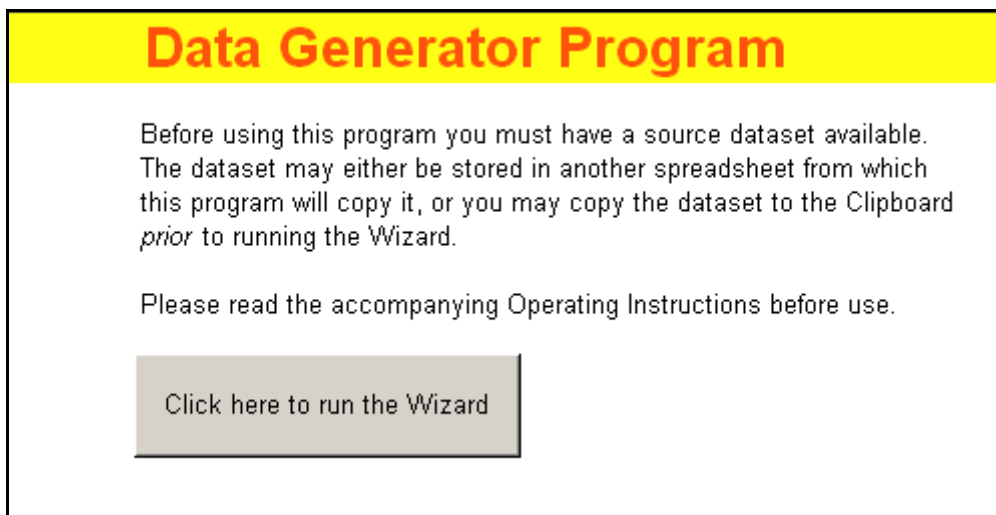 Data Generator Program
Before using this program you must have a source dataset available.
The dataset may either be stored in another spreadsheet from which
this program will copy it, or you may copy the dataset to the Clipboard
prior to running the Wizard.
Please read the accompanying Operating Instructions before use.
Click here to run the Wizard